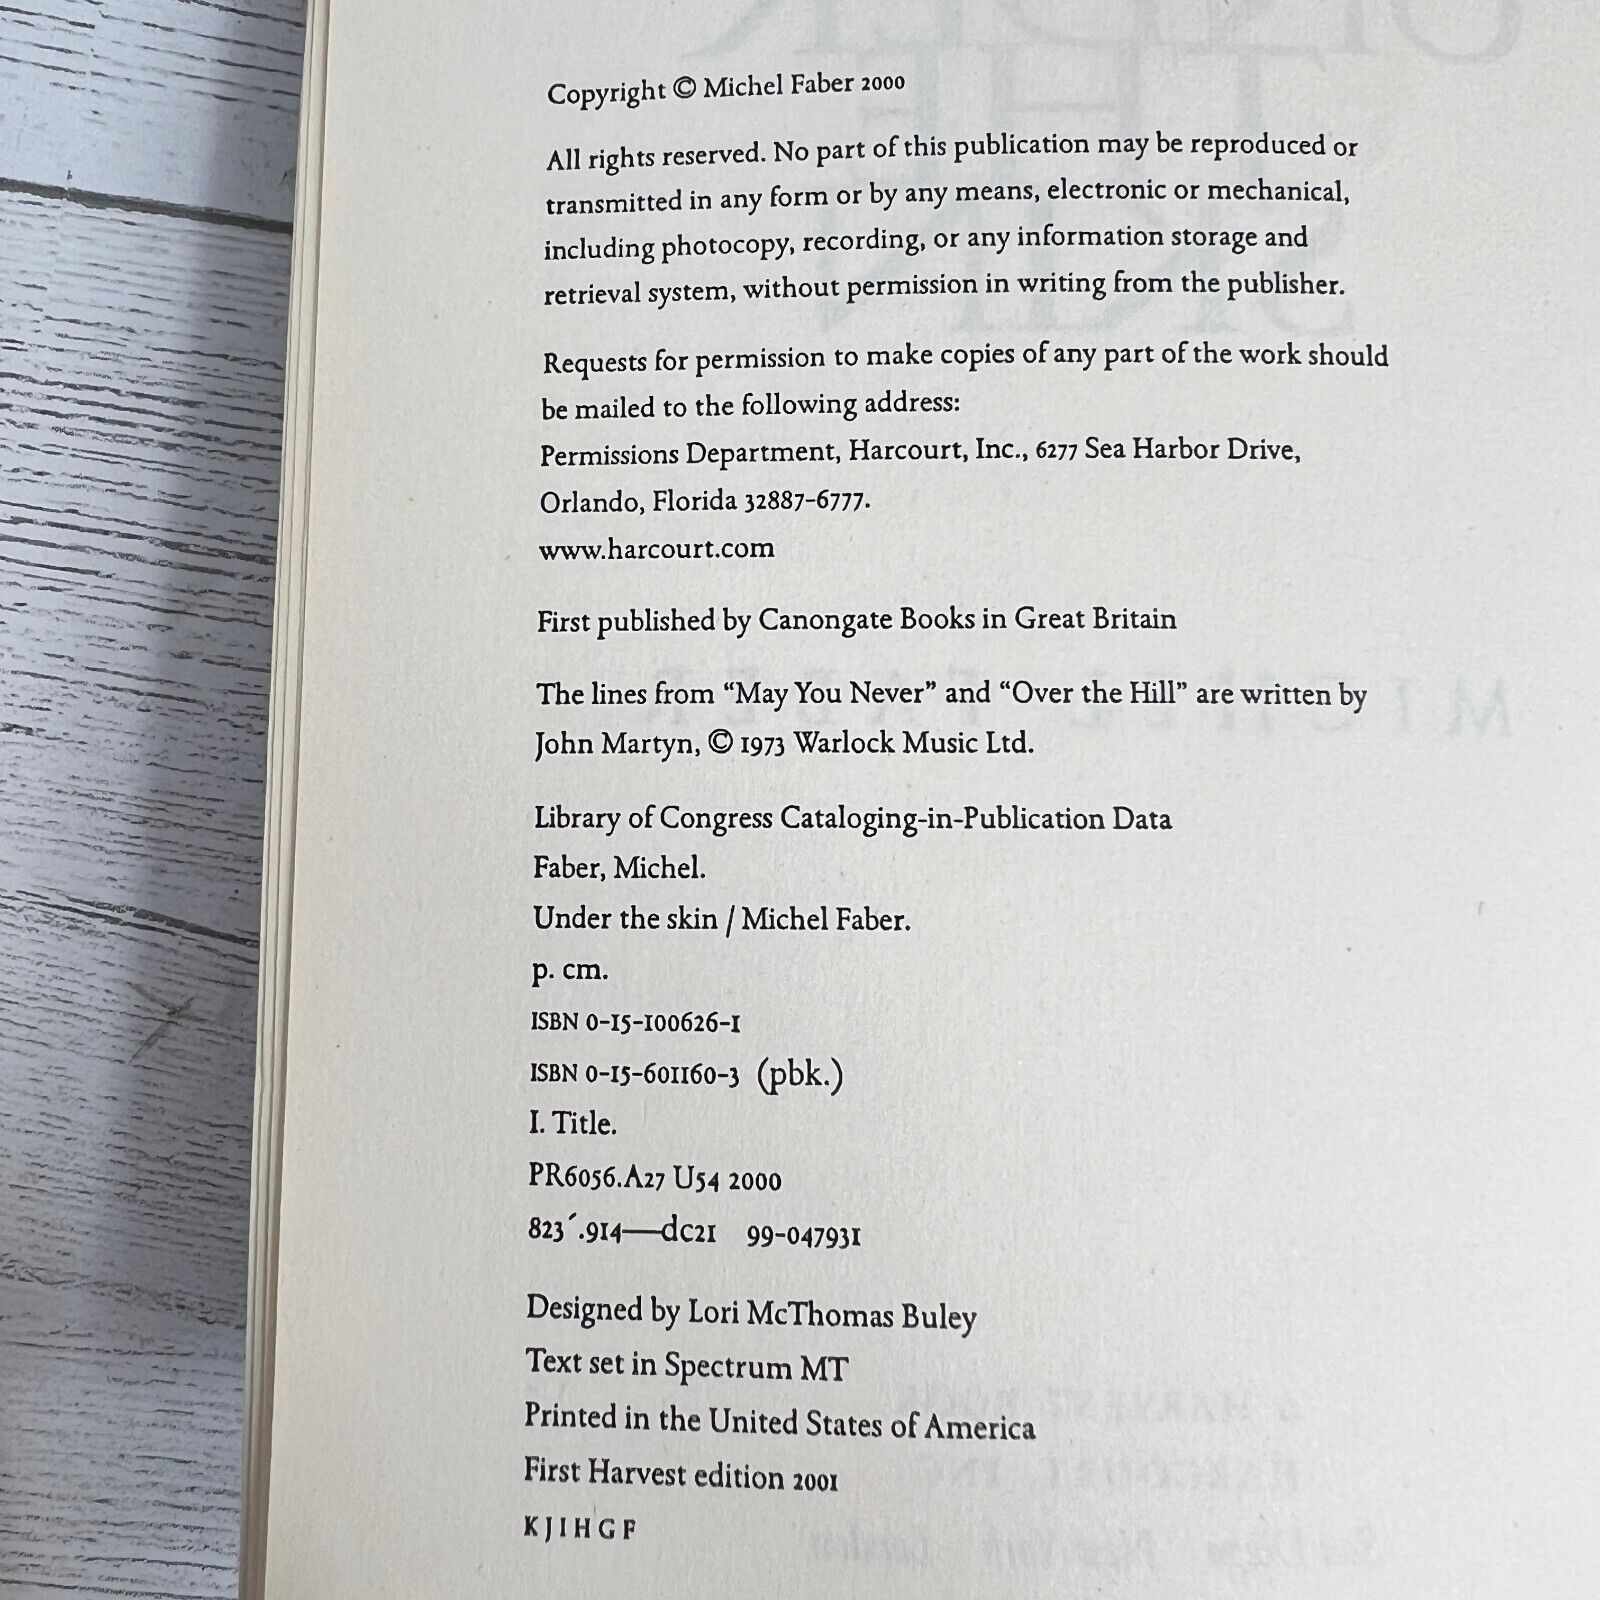 Copyright © Michel Faber 2000
All rights reserved. No part of this publication may be reproduced or
transmitted in any form or by any means, electronic or mechanical,
including photocopy, recording, or any information storage and
retrieval system, without permission in writing from the publisher.
Requests for permission to make copies of any part of the work should
be mailed to the following address:
Permissions Department, Harcourt, Inc., 6277 Sea Harbor Drive,
Orlando, Florida 32887-6777.
www.harcourt.com
First published by Canongate Books in Great Britain
The lines from “May You Never” and “Over the Hill” are written by
John Martyn, © 1973 Warlock Music Ltd.
Library of Congress Cataloging-in-Publication Data
Faber, Michel.
Under the skin / Michel Faber.
p. cm.
ISBN 0-15-100626-1
ISBN 0-15-601160-3 (pbk.)
I. Title.
PR6056.A27 U54 2000
823´.914—dc21 99-047931
Designed by Lori McThomas Buley
Text set in Spectrum MT
Printed in the United States of America
First Harvest edition 2001
K J I H G F